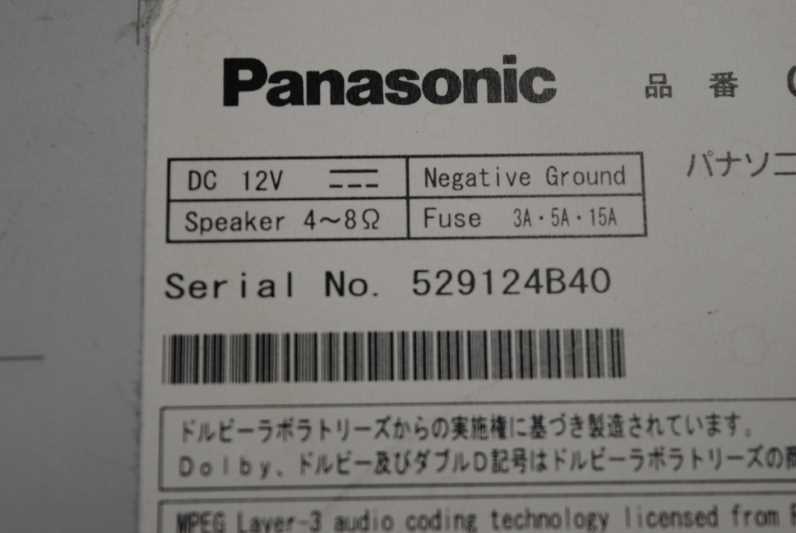 Panasonic 品番
パナソニ
DC 12V Negative Ground
Speaker 4～8Ω Fuse 3A・5A・15A
Serial No. 529124B40
ドルビーラボラトリーズからの実施権に基づき製造されています。
Dolby、ドルビー及びダブルD記号はドルビーラボラトリーズの商
MPEG Layer-3 audio coding technology licensed from